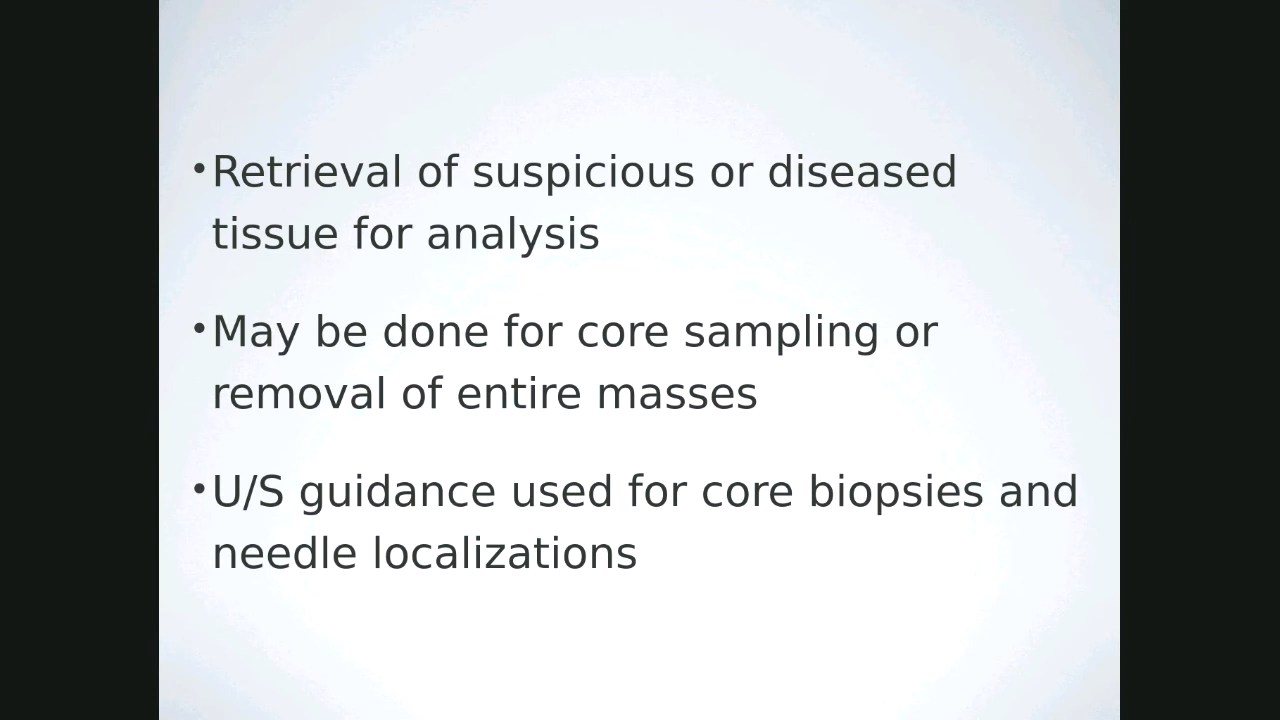 •Retrieval of suspicious or diseased
tissue for analysis
•May be done for core sampling or
removal of entire masses
•U/S guidance used for core biopsies and
needle localizations